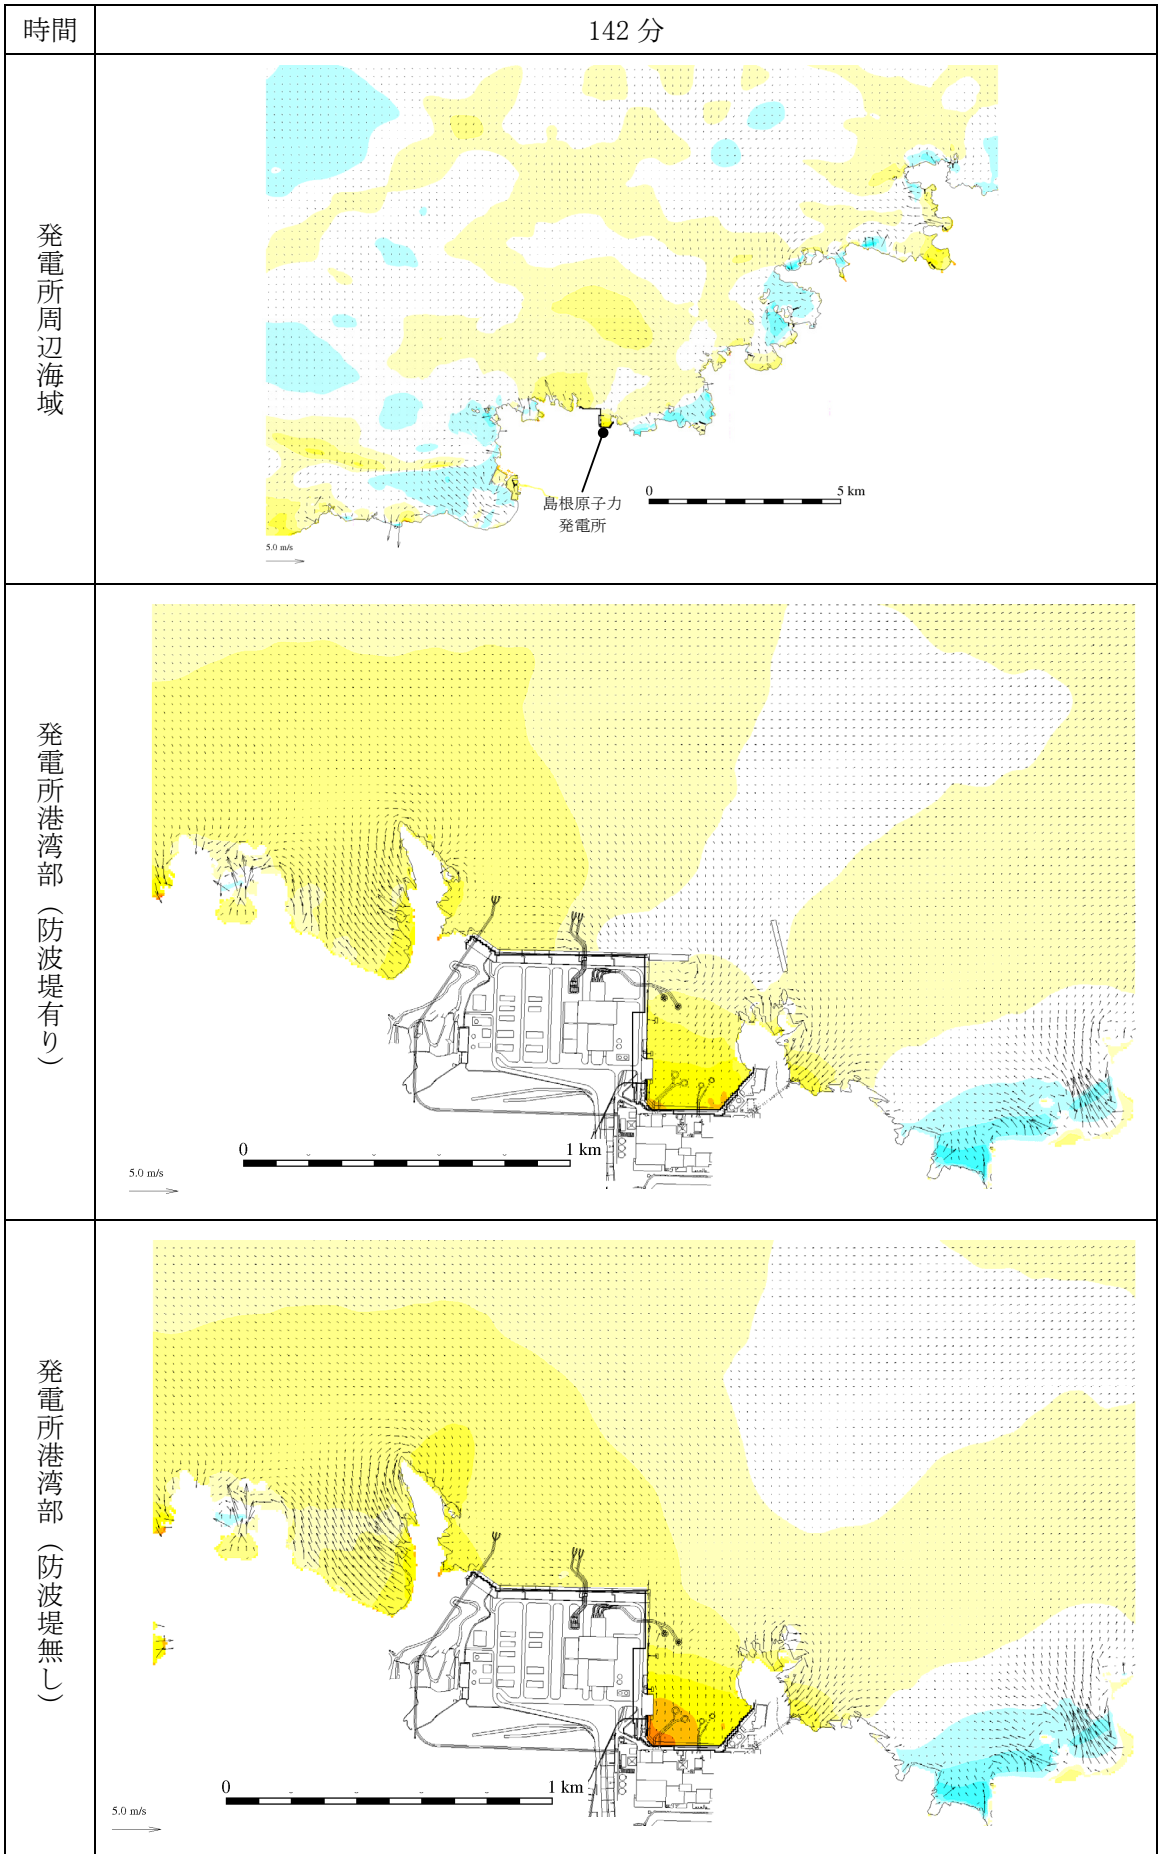 時間
142 分
発電所周辺海域
島根原子力
発電所
0
5 km
5.0 m/s
発電所港湾部（防波堤有り）
0
1 km
5.0 m/s
発電所港湾部（防波堤無し）
0
1 km
5.0 m/s